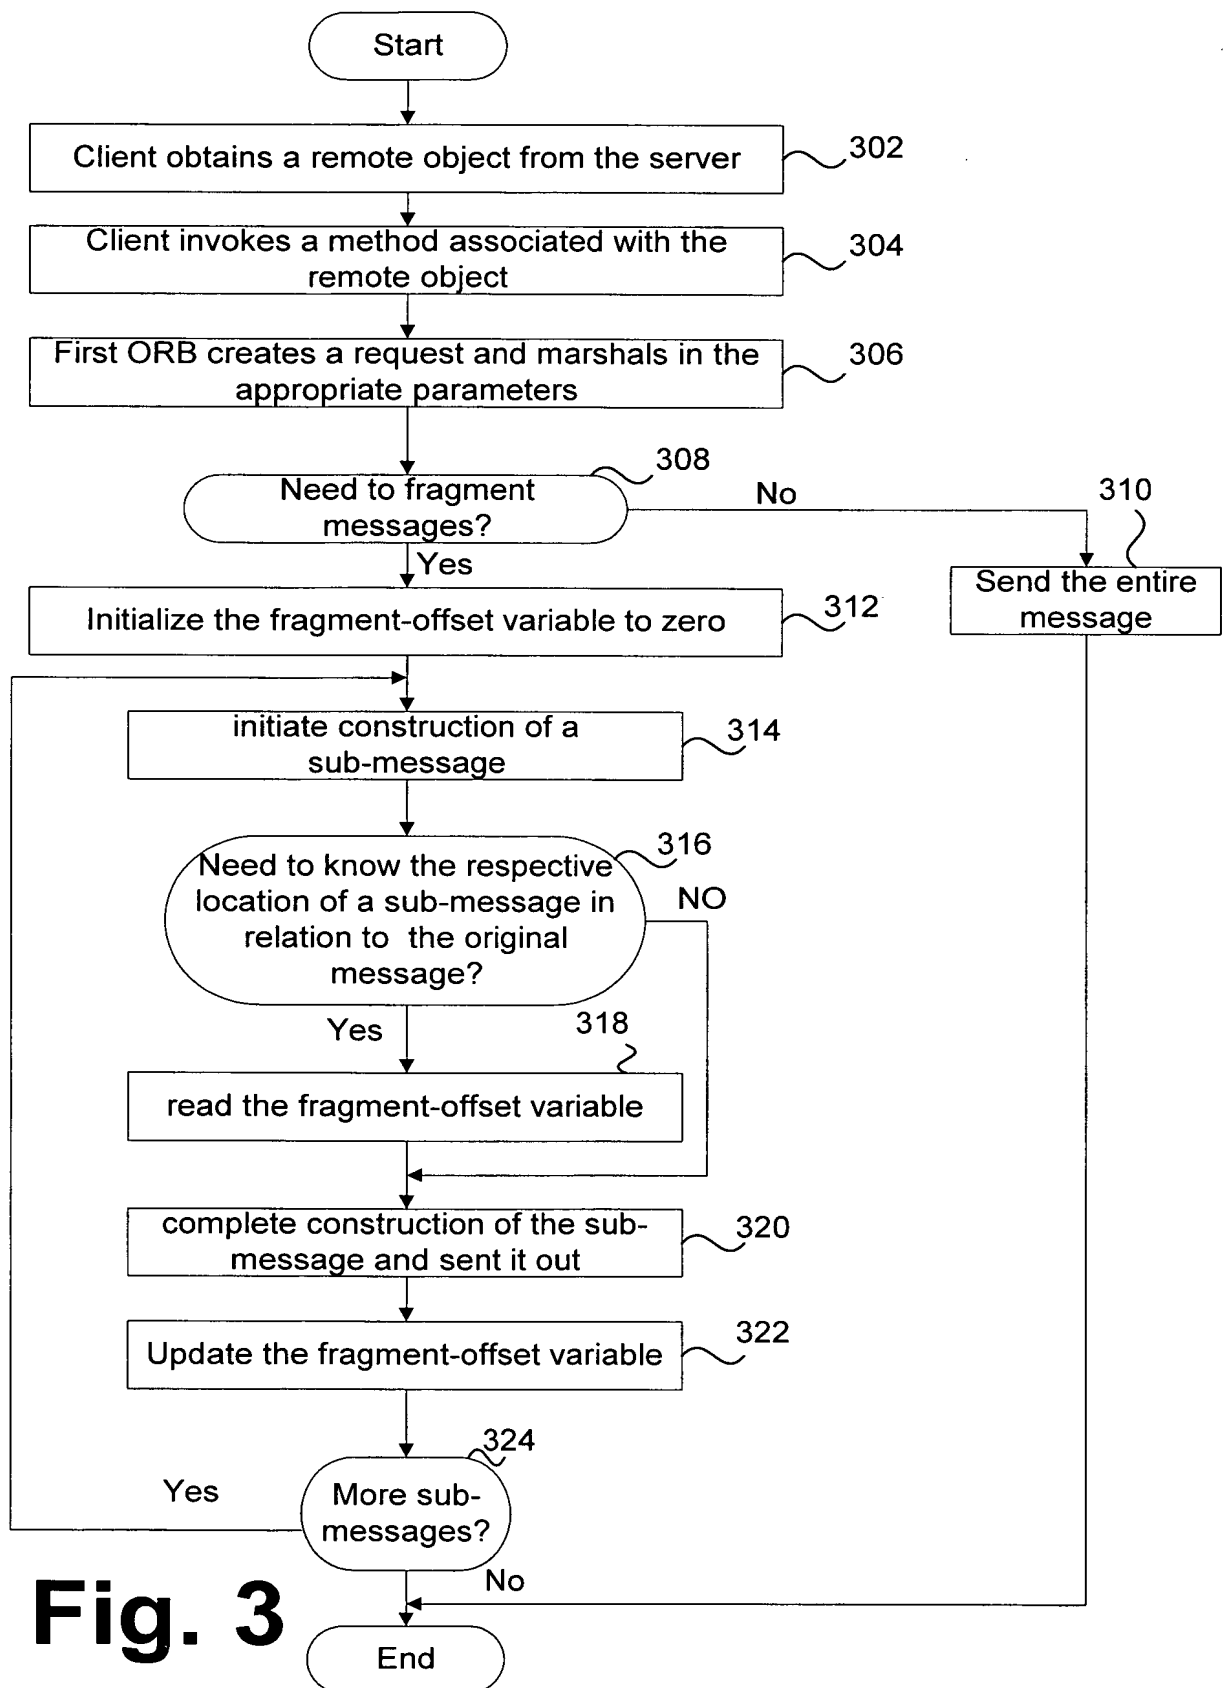 Start
Client obtains a remote object from the server
302
Client invokes a method associated with the
remote object
304
First ORB creates a request and marshals in the
appropriate parameters
306
Need to fragment
messages?
308
No
310
Yes
Send the entire
message
Initialize the fragment-offset variable to zero
312
initiate construction of a
sub-message
314
Need to know the respective
location of a sub-message in
relation to the original
message?
316
NO
Yes
318
read the fragment-offset variable
complete construction of the sub-
message and sent it out
320
Update the fragment-offset variable
322
324
More sub-
messages?
Yes
No
Fig. 3
End